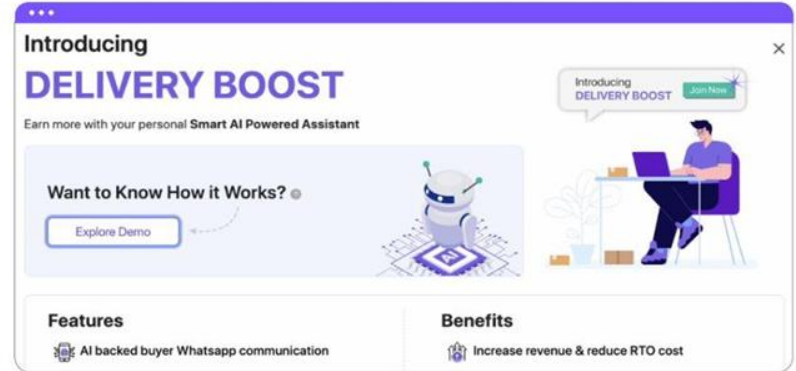 Introducing
DELIVERY BOOST
Earn more with your personal Smart AI Powered Assistant
Introducing
DELIVERY BOOST
Join Now
Want to Know How it Works?
Explore Demo
AI
Features
AI backed buyer Whatsapp communication
Benefits
Increase revenue & reduce RTO cost